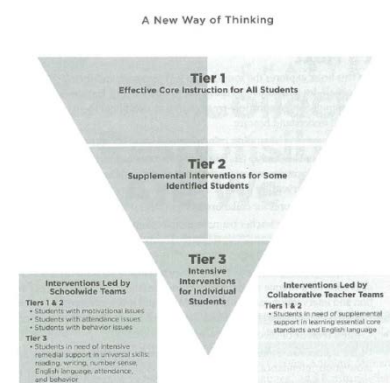 A New Way of Thinking
Tier 1
Effective Core Instruction for All Students
Tier 2
Supplemental Interventions for Some
Identified Students
Tier 3
Intensive
Interventions
for Individual
Students
Interventions Led by
Schoolwide Teams
Tiers 1 & 2
• Students with motivational issues
• Students with attendance issues
• Students with behavior issues
Tier 3
• Students in need of intensive
remedial support in universal skills:
reading, writing, number sense,
English language, attendance,
and behavior
Interventions Led by
Collaborative Teacher Teams
Tiers 1 & 2
• Students in need of supplemental
support in learning essential core
standards and English language